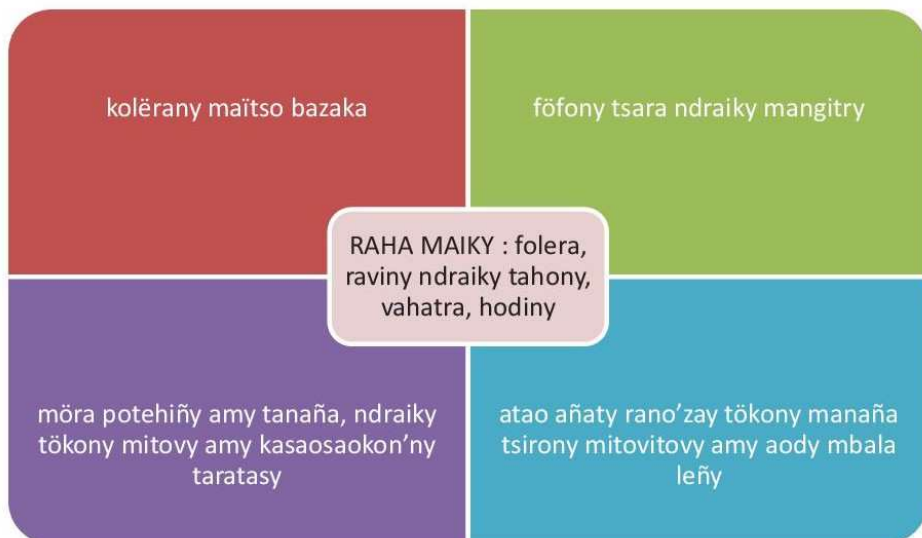 kolërany maïtso bazaka
föfony tsara ndraiky mangitry
RAHA MAIKY : folera,
raviny ndraiky tahony,
vahatra, hodiny
möra potehiñy amy tanaña, ndraiky
tökony mitovy amy kasaosaokon’ny
taratasy
atao añaty rano’zay tökony manaña
tsirony mitovitovy amy aody mbala
leñy